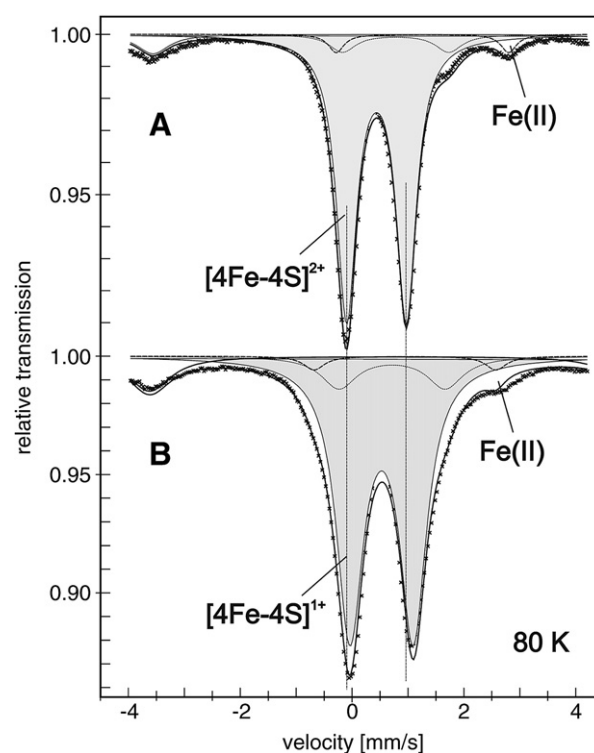 1.00
A
Fe(II)
0.95
[4Fe-4S]²⁺
relative transmission
1.00
B
Fe(II)
0.95
[4Fe-4S]¹⁺
0.90
80 K
-4 -2 0 2 4
velocity [mm/s]